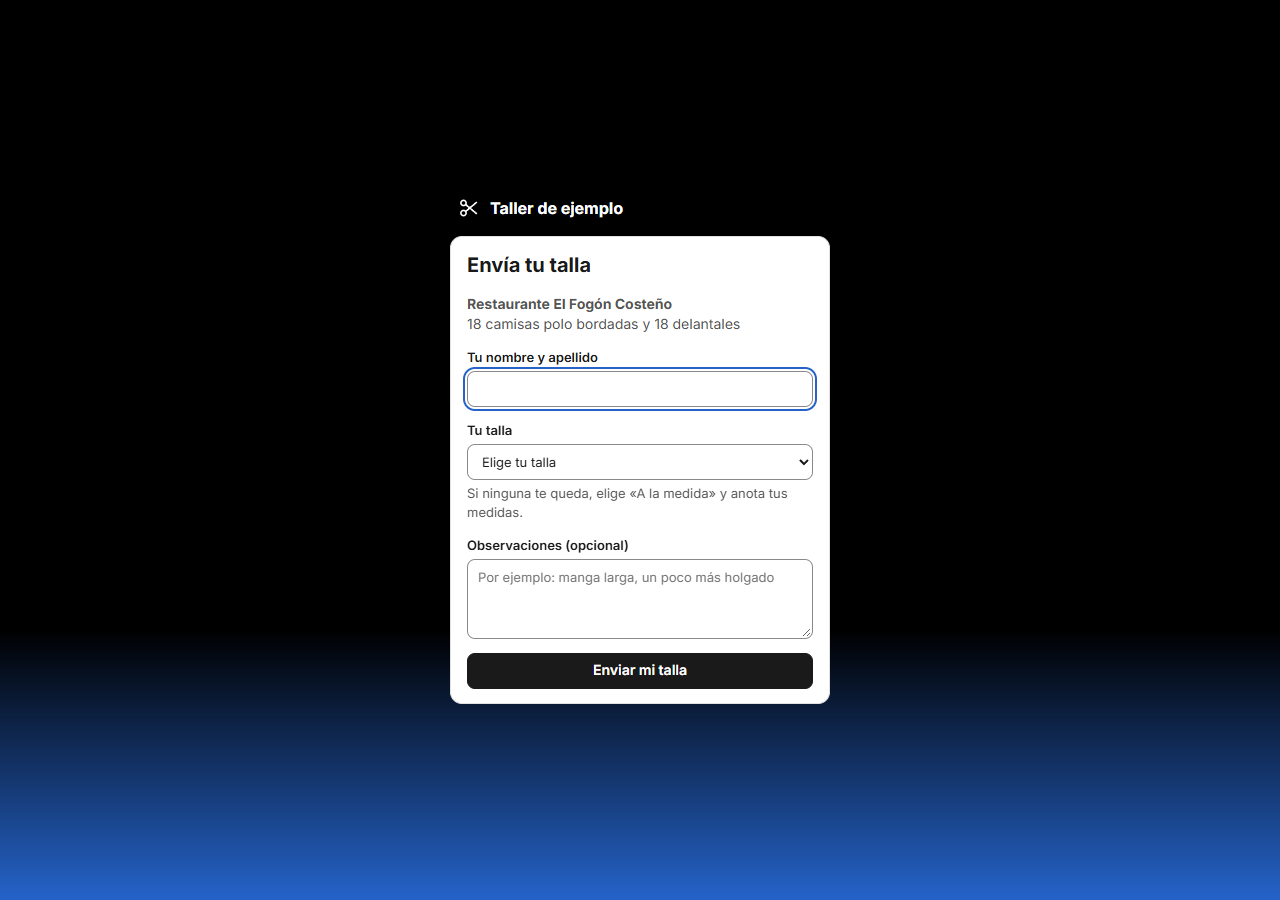 Taller de ejemplo
Envía tu talla
Restaurante El Fogón Costeño
18 camisas polo bordadas y 18 delantales
Tu nombre y apellido
Tu talla
Elige tu talla
Si ninguna te queda, elige «A la medida» y anota tus
medidas.
Observaciones (opcional)
Por ejemplo: manga larga, un poco más holgado
Enviar mi talla